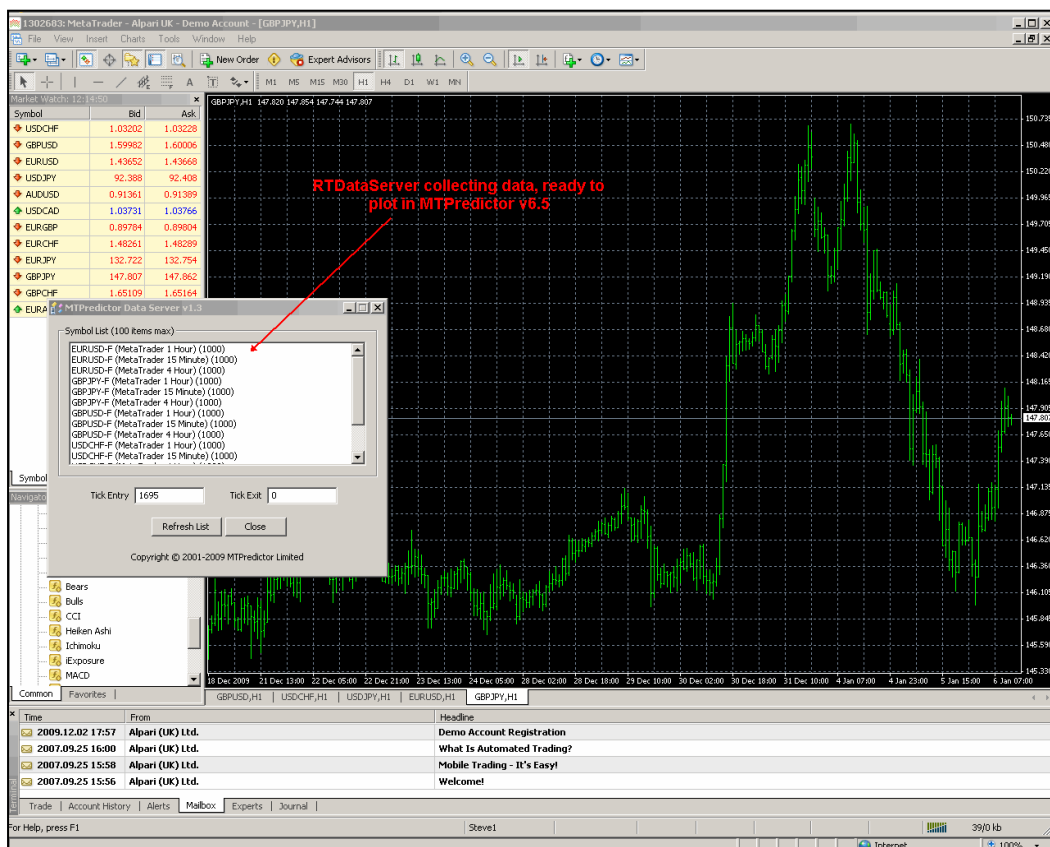 1302683: MetaTrader - Alpari UK - Demo Account - [GBPJPY,H1]
File View Insert Charts Tools Window Help
New Order Expert Advisors
A T M1 M5 M15 M30 H1 H4 D1 W1 MN
Market Watch: 12:14:50
Symbol Bid Ask
USDCHF 1.03202 1.03228
GBPUSD 1.59982 1.60006
EURUSD 1.43652 1.43668
USDJPY 92.388 92.408
AUDUSD 0.91361 0.91389
USDCAD 1.03731 1.03766
EURGBP 0.89784 0.89804
EURCHF 1.48261 1.48289
EURJPY 132.722 132.754
GBPJPY 147.807 147.862
GBPCHF 1.65109 1.65164
EURA
GBPJPY,H1 147.820 147.854 147.744 147.807
RTDataServer collecting data, ready to
plot in MTPredictor v6.5
150.735
150.480
150.220
149.965
149.705
149.450
149.190
148.935
148.680
148.420
148.165
147.905
147.807
147.650
147.390
147.135
146.875
146.620
146.360
146.105
145.845
145.590
145.330
MTPredictor Data Server v1.3
Symbol List (100 items max)
EURUSD-F (MetaTrader 1 Hour) (1000)
EURUSD-F (MetaTrader 15 Minute) (1000)
EURUSD-F (MetaTrader 4 Hour) (1000)
GBPJPY-F (MetaTrader 1 Hour) (1000)
GBPJPY-F (MetaTrader 15 Minute) (1000)
GBPJPY-F (MetaTrader 4 Hour) (1000)
GBPUSD-F (MetaTrader 1 Hour) (1000)
GBPUSD-F (MetaTrader 15 Minute) (1000)
GBPUSD-F (MetaTrader 4 Hour) (1000)
USDCHF-F (MetaTrader 1 Hour) (1000)
USDCHF-F (MetaTrader 15 Minute) (1000)
Tick Entry 1695 Tick Exit 0
Refresh List Close
Copyright © 2001-2009 MTPredictor Limited
Symbol
Navigato
Bears
Bulls
CCI
Heiken Ashi
Ichimoku
iExposure
MACD
Common Favorites
18 Dec 2009 21 Dec 13:00 22 Dec 05:00 22 Dec 21:00 23 Dec 13:00 24 Dec 05:00 28 Dec 02:00 28 Dec 18:00 29 Dec 10:00 30 Dec 02:00 30 Dec 18:00 31 Dec 10:00 4 Jan 07:00 4 Jan 23:00 5 Jan 15:00 6 Jan 07:00
GBPUSD,H1 USDCHF,H1 USDJPY,H1 EURUSD,H1 GBPJPY,H1
Time From Headline
2009.12.02 17:57 Alpari (UK) Ltd. Demo Account Registration
2007.09.25 16:00 Alpari (UK) Ltd. What Is Automated Trading?
2007.09.25 15:58 Alpari (UK) Ltd. Mobile Trading - It's Easy!
2007.09.25 15:56 Alpari (UK) Ltd. Welcome!
Terminal
Trade Account History Alerts Mailbox Experts Journal
For Help, press F1 Steve1 39/0 kb
Internet 100%